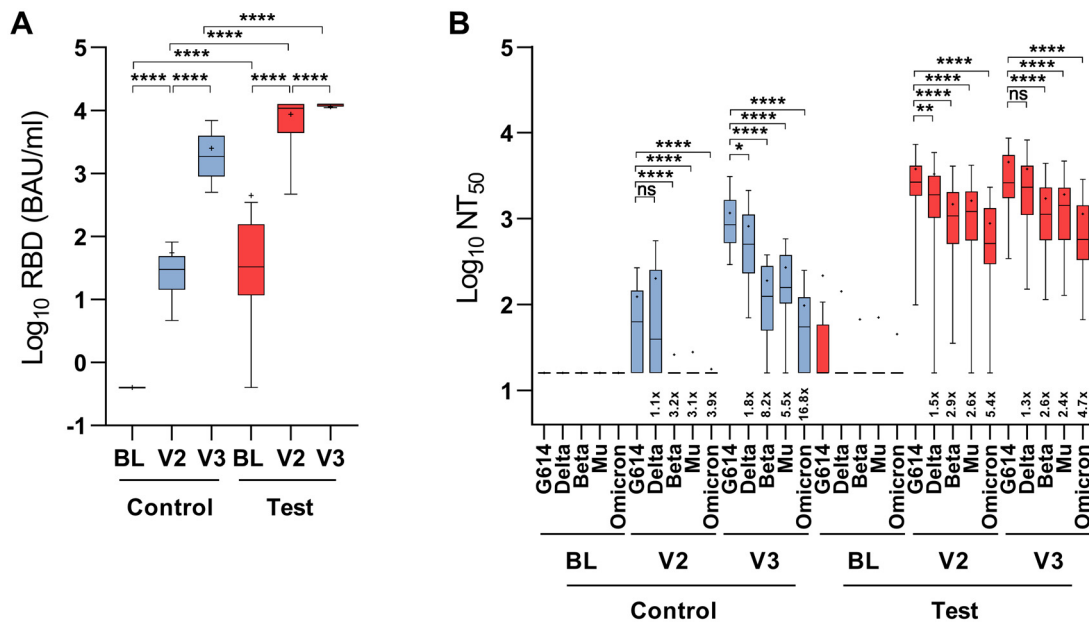 A
Log10 RBD (BAU/ml)
5
4
3
2
1
0
-1
****
****
****
**** **** **** ****
BL V2 V3 BL V2 V3
Control Test
B
Log10 NT50
5
4
3
2
1
**** ****
**** ****
**** ****
** ns
****
****
****
*
****
****
****
ns
1.1x 3.2x 3.1x 3.9x 1.8x 8.2x 5.5x 16.8x 1.5x 2.9x 2.6x 5.4x 1.3x 2.6x 2.4x 4.7x
G614 Delta Beta Mu Omicron G614 Delta Beta Mu Omicron G614 Delta Beta Mu Omicron G614 Delta Beta Mu Omicron G614 Delta Beta Mu Omicron G614 Delta Beta Mu Omicron
BL V2 V3 BL V2 V3
Control Test